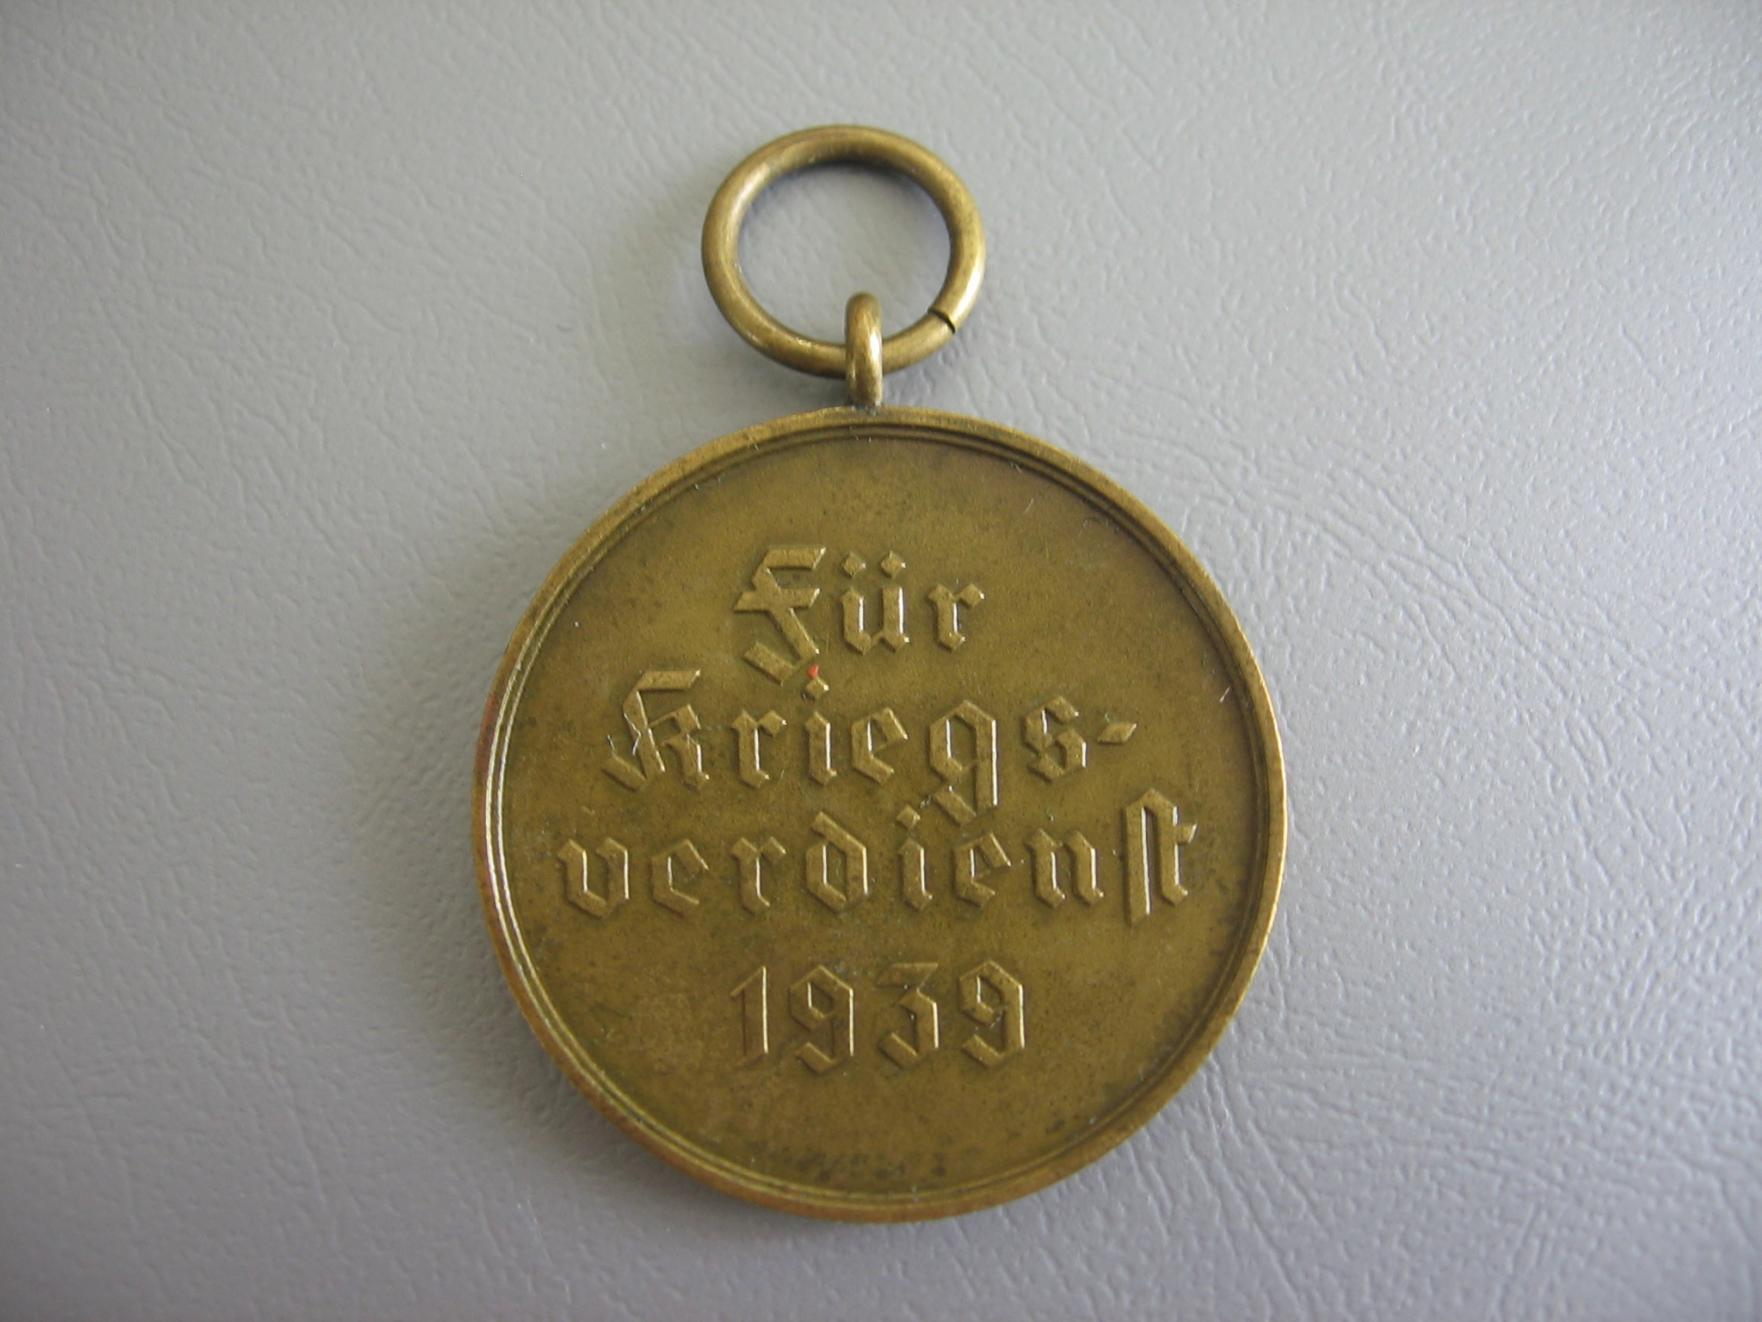 Für
Kriegs-
verdienst
1939